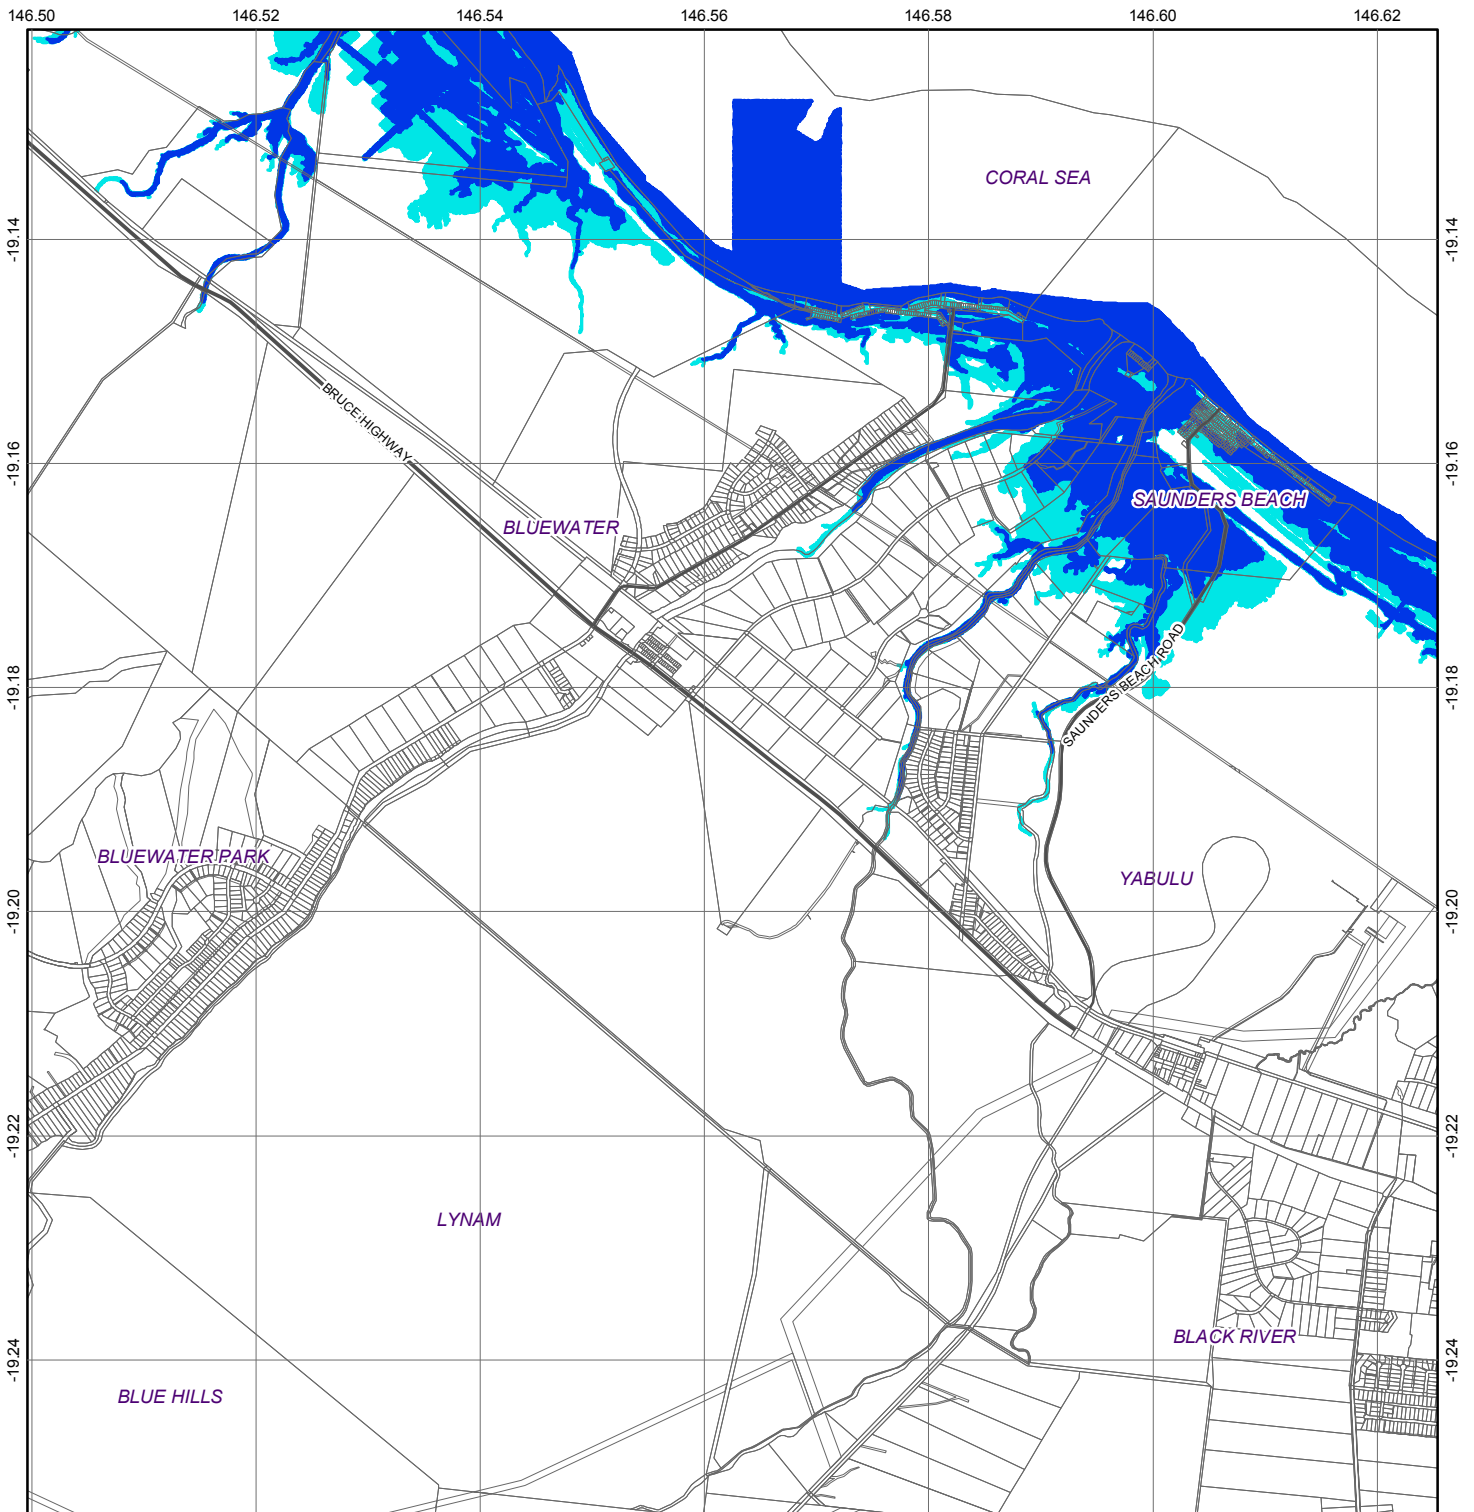 146.50
146.52
146.54
146.56
146.58
146.60
146.62
CORAL SEA
-19.14
-19.14
BRUCE HIGHWAY
-19.16
-19.16
SAUNDERS BEACH
BLUEWATER
SAUNDERS BEACH ROAD
-19.18
-19.18
BLUEWATER PARK
YABULU
-19.20
-19.20
-19.22
-19.22
LYNAM
BLACK RIVER
-19.24
-19.24
BLUE HILLS